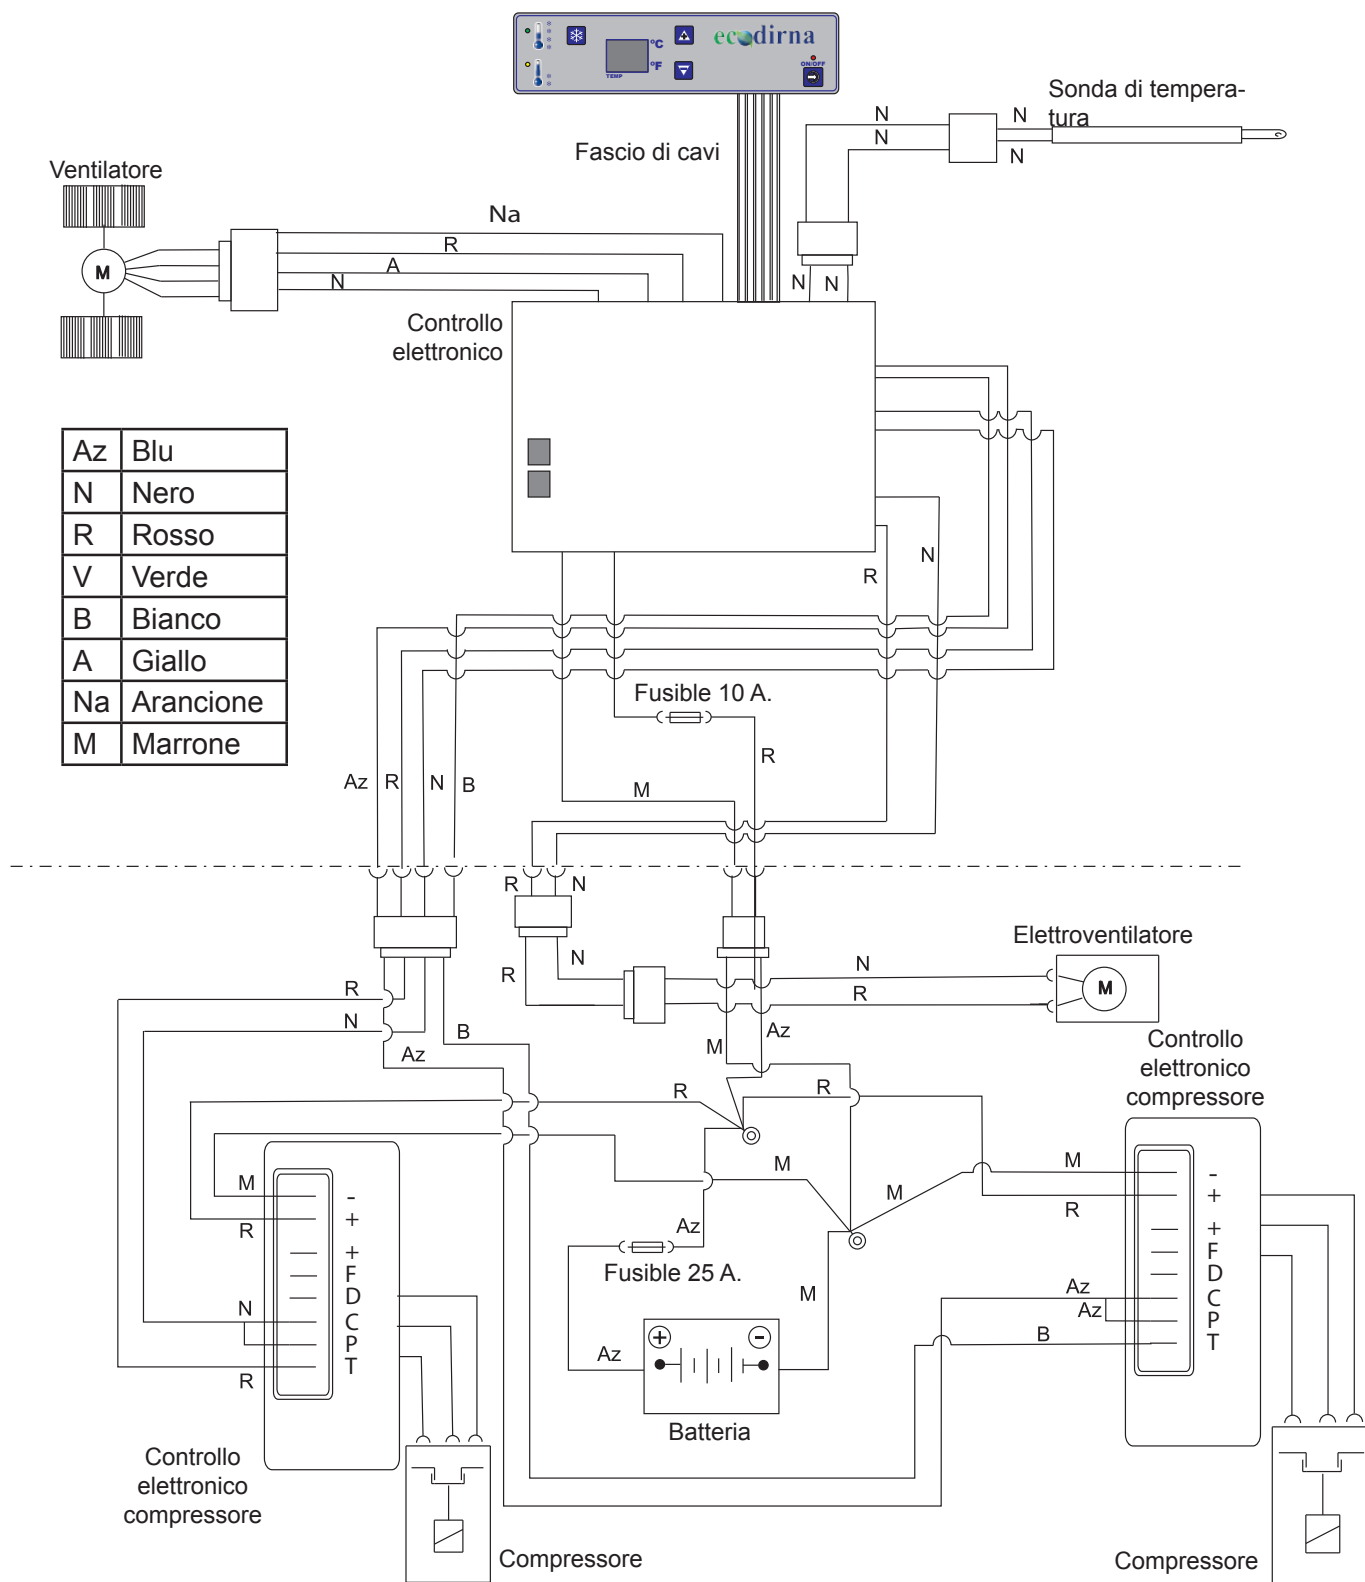 °C
°F
TEMP
ecodirna
ON/OFF
Sonda di tempera-
tura
N
N
N
N
Fascio di cavi
Ventilatore
M
Na
R
A
N
N
N
Controllo
elettronico
Az Blu
N Nero
R Rosso
V Verde
B Bianco
A Giallo
Na Arancione
M Marrone
R
N
Fusible 10 A.
R
Az
R
N
B
M
R
N
R
N
Elettroventilatore
N
R
M
R
N
Az
B
M
Az
Controllo
elettronico
compressore
R
R
M
M
M
R
-
+
+
F
D
C
P
T
N
R
Az
Fusible 25 A.
M
Az
+
-
Batteria
M
R
-
+
+
F
D
C
P
T
Az
Az
B
Controllo
elettronico
compressore
Compressore
Compressore